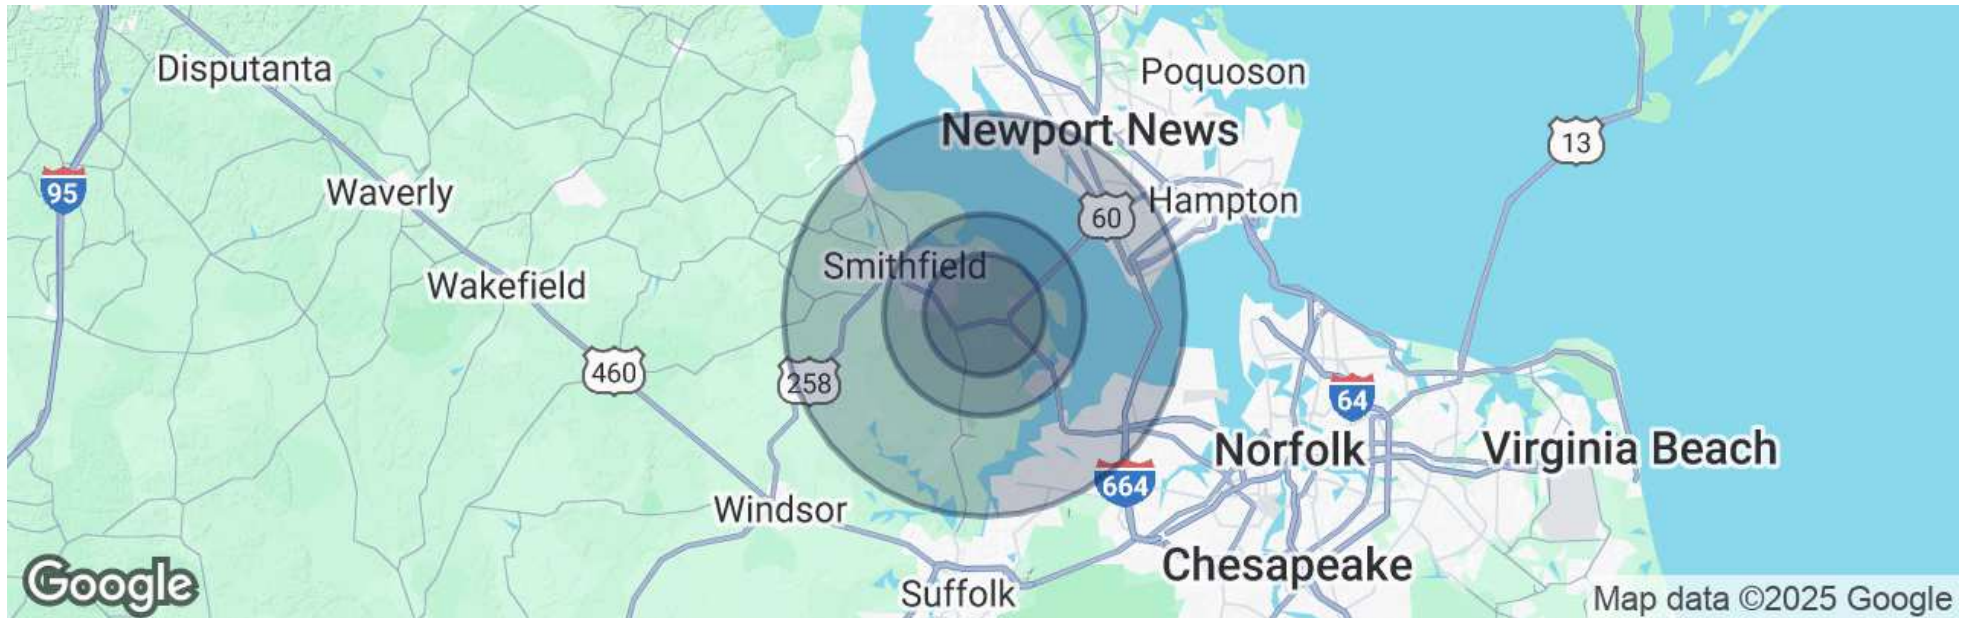 Disputanta
Poquoson
Newport News
13
95
Waverly
Hampton
60
Smithfield
Wakefield
460
258
64
Norfolk
Virginia Beach
664
Windsor
Chesapeake
Suffolk
Google
Map data ©2025 Google